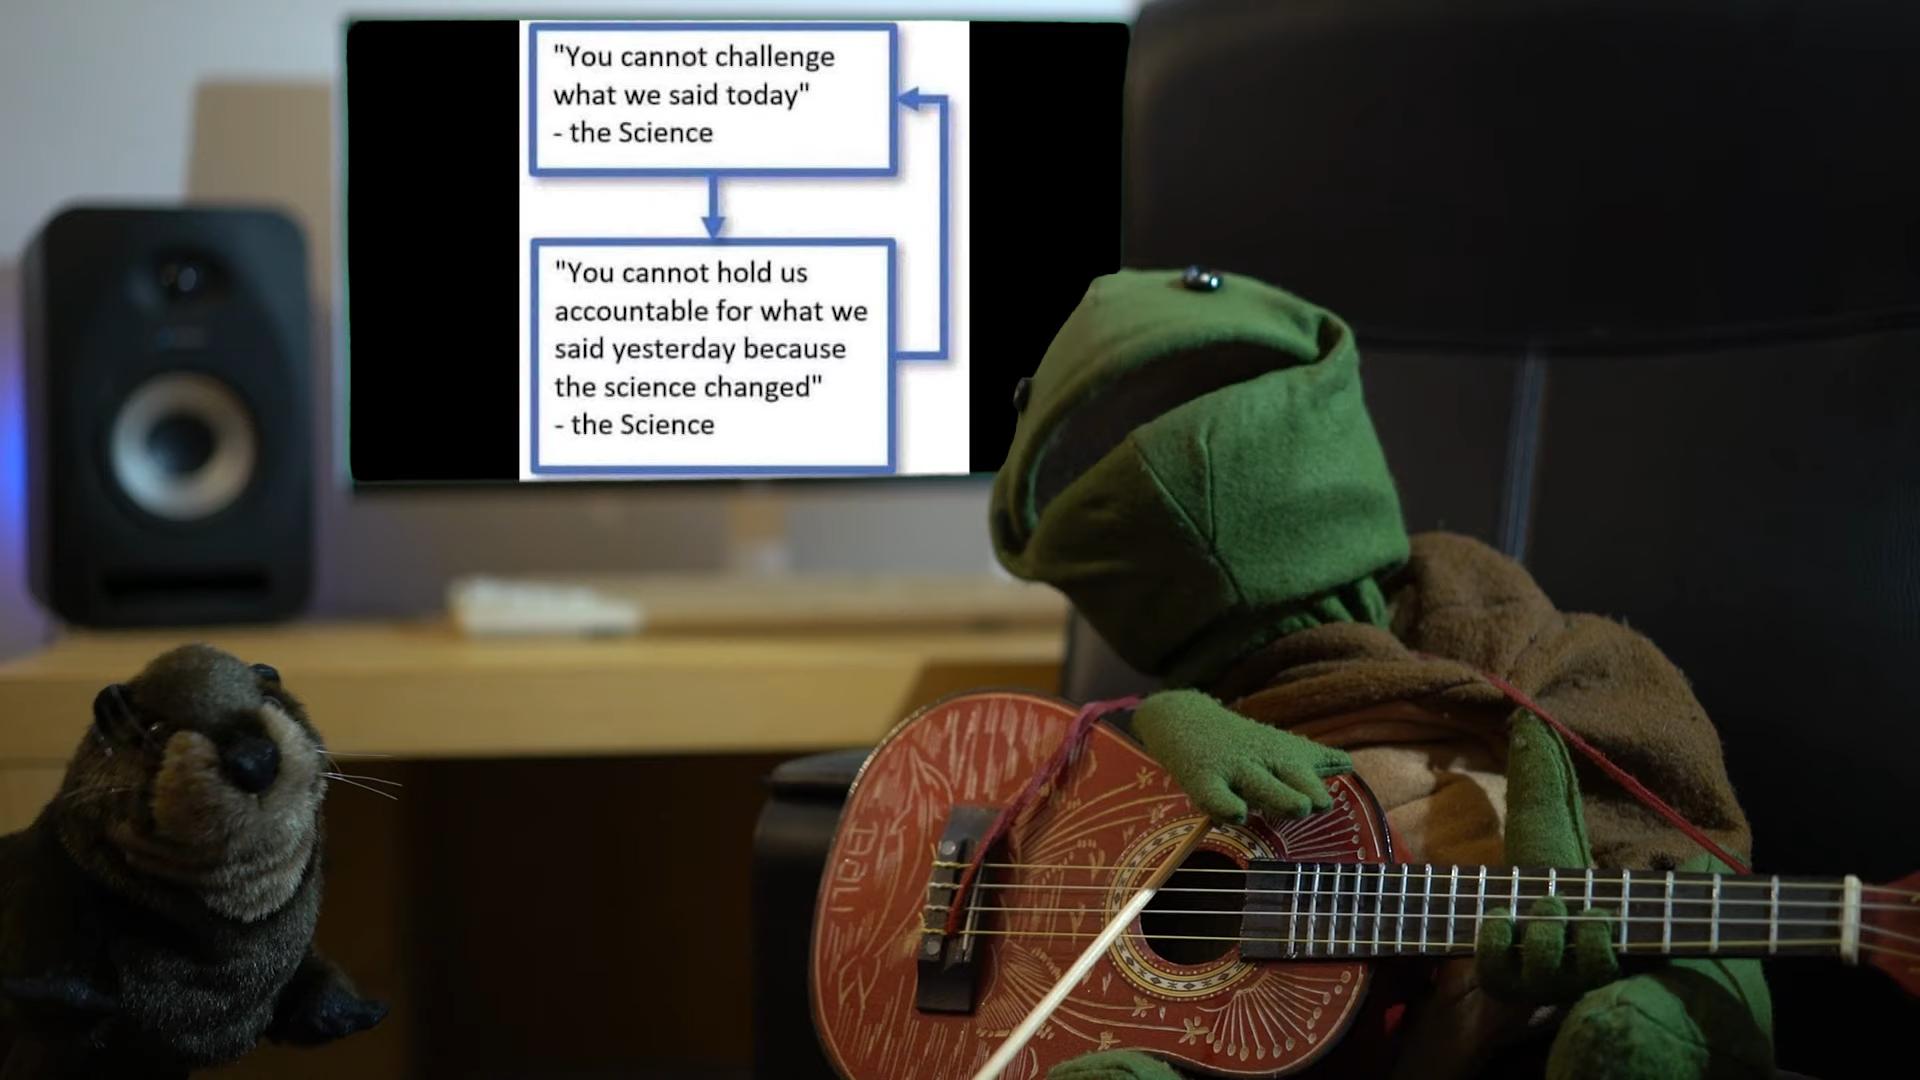 "You cannot challenge
what we said today"
- the Science
"You cannot hold us
accountable for what we
said yesterday because
the science changed"
- the Science